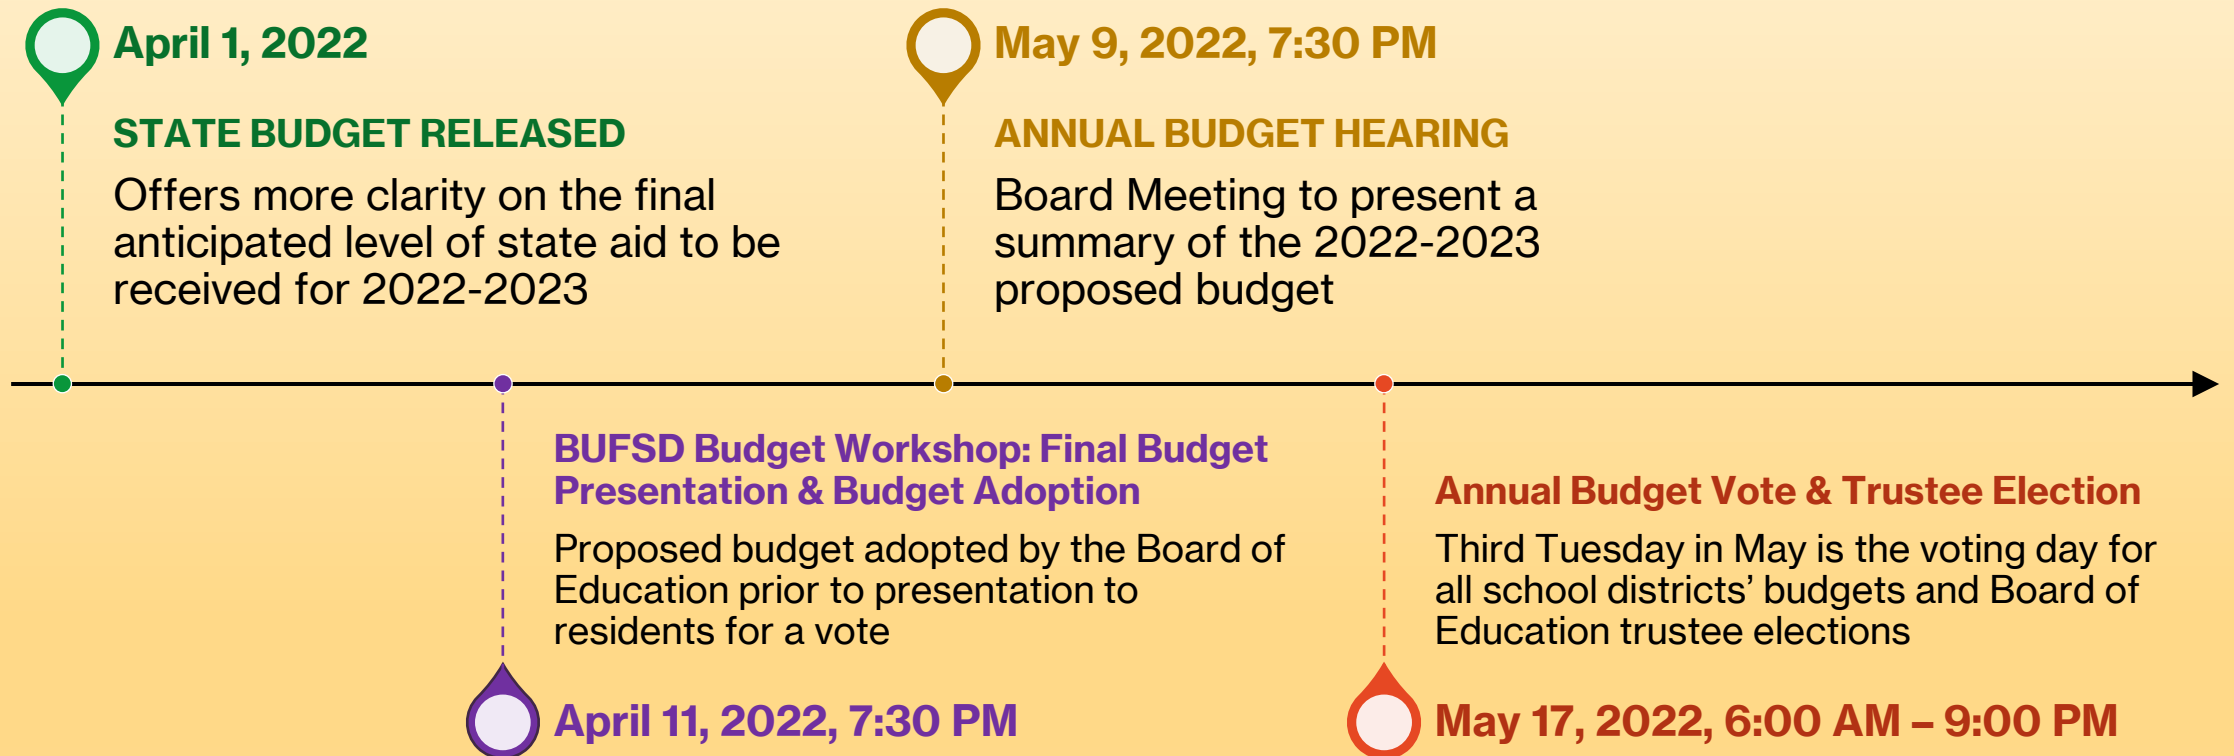 April 1, 2022
STATE BUDGET RELEASED
Offers more clarity on the final
anticipated level of state aid to be
received for 2022-2023
BUFSD Budget Workshop: Final Budget
Presentation & Budget Adoption
Proposed budget adopted by the Board of
Education prior to presentation to
residents for a vote
April 11, 2022, 7:30 PM
May 9, 2022, 7:30 PM
ANNUAL BUDGET HEARING
Board Meeting to present a
summary of the 2022-2023
proposed budget
Annual Budget Vote & Trustee Election
Third Tuesday in May is the voting day for
all school districts’ budgets and Board of
Education trustee elections
May 17, 2022, 6:00 AM – 9:00 PM